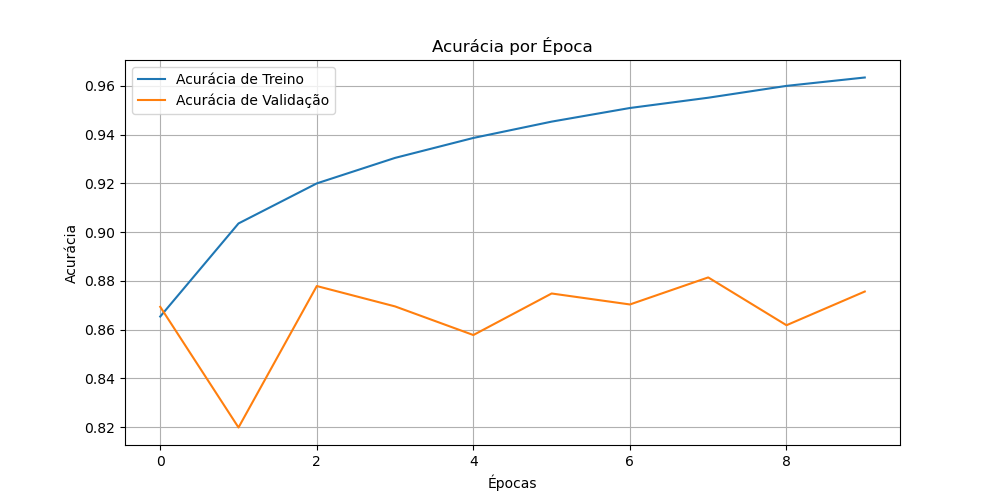 Acurácia por Época
Acurácia de Treino
Acurácia de Validação
Acurácia
0.96
0.94
0.92
0.90
0.88
0.86
0.84
0.82
0 2 4 6 8
Épocas